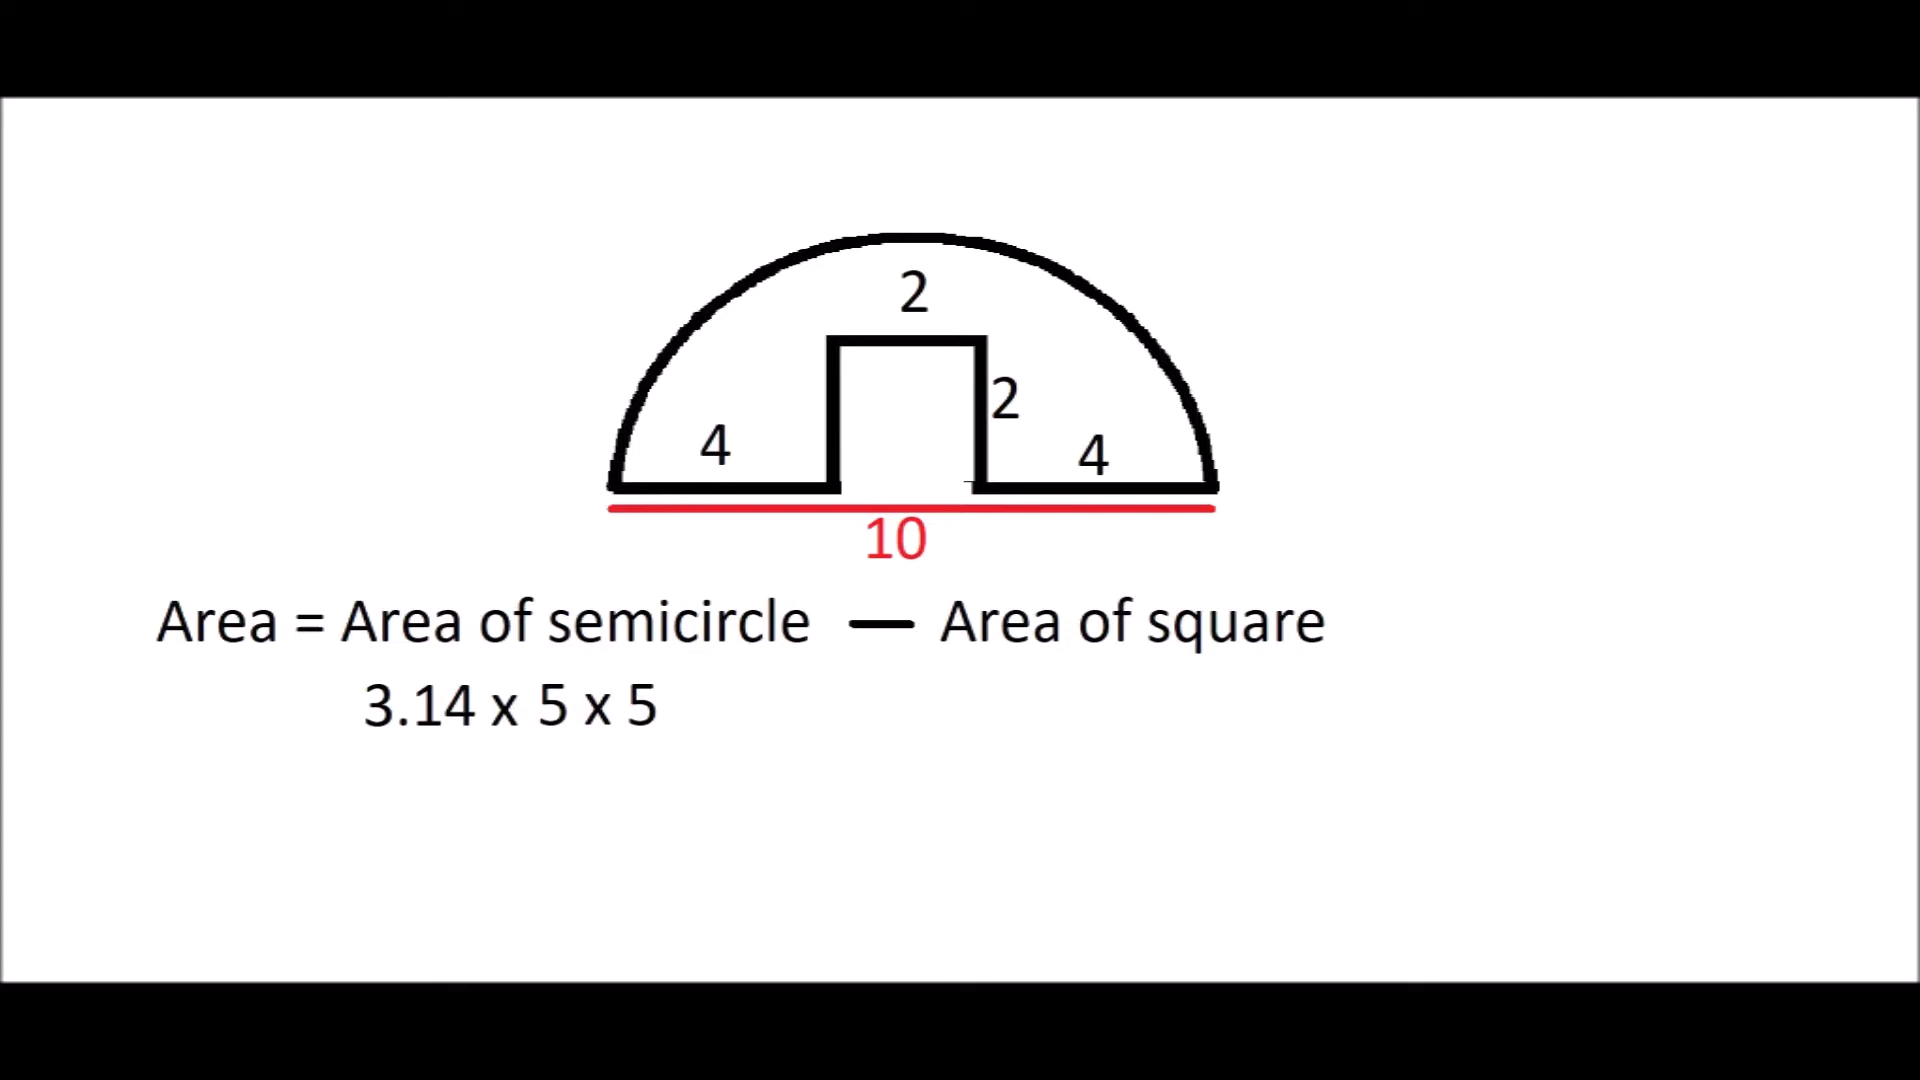 2
2
4
4
10
Area = Area of semicircle — Area of square
3.14 x 5 x 5